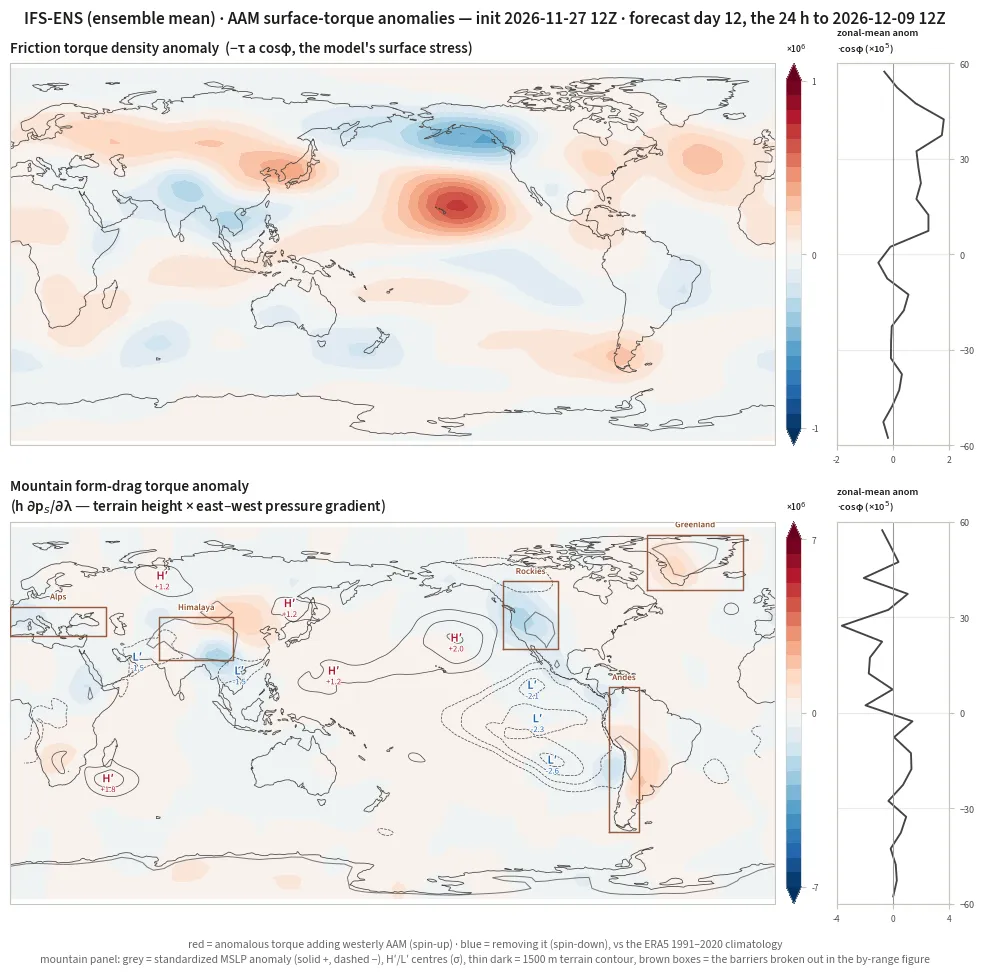 IFS-ENS (ensemble mean) · AAM surface-torque anomalies — init 2026-11-27 12Z · forecast day 12, the 24 h to 2026-12-09 12Z
Friction torque density anomaly (−τ a cosφ, the model's surface stress)
×10⁶
1
0
-1
zonal-mean anom
·cosφ (×10⁵)
60
30
0
−30
−60
-2
0
2
Mountain form-drag torque anomaly
(h ∂pₛ/∂λ — terrain height × east–west pressure gradient)
×10⁶
7
0
-7
zonal-mean anom
·cosφ (×10⁵)
60
30
0
−30
−60
-4
0
4
Greenland
Rockies
Alps
Himalaya
Andes
H′
+1.2
H′
+1.2
H′
+2.0
H′
+1.2
H′
+1.8
L′
L′
L′
-2.1
L′
-2.3
L′
-2.6
red = anomalous torque adding westerly AAM (spin-up) · blue = removing it (spin-down), vs the ERA5 1991–2020 climatology
mountain panel: grey = standardized MSLP anomaly (solid +, dashed –), H′/L′ centres (σ), thin dark = 1500 m terrain contour, brown boxes = the barriers broken out in the by-range figure